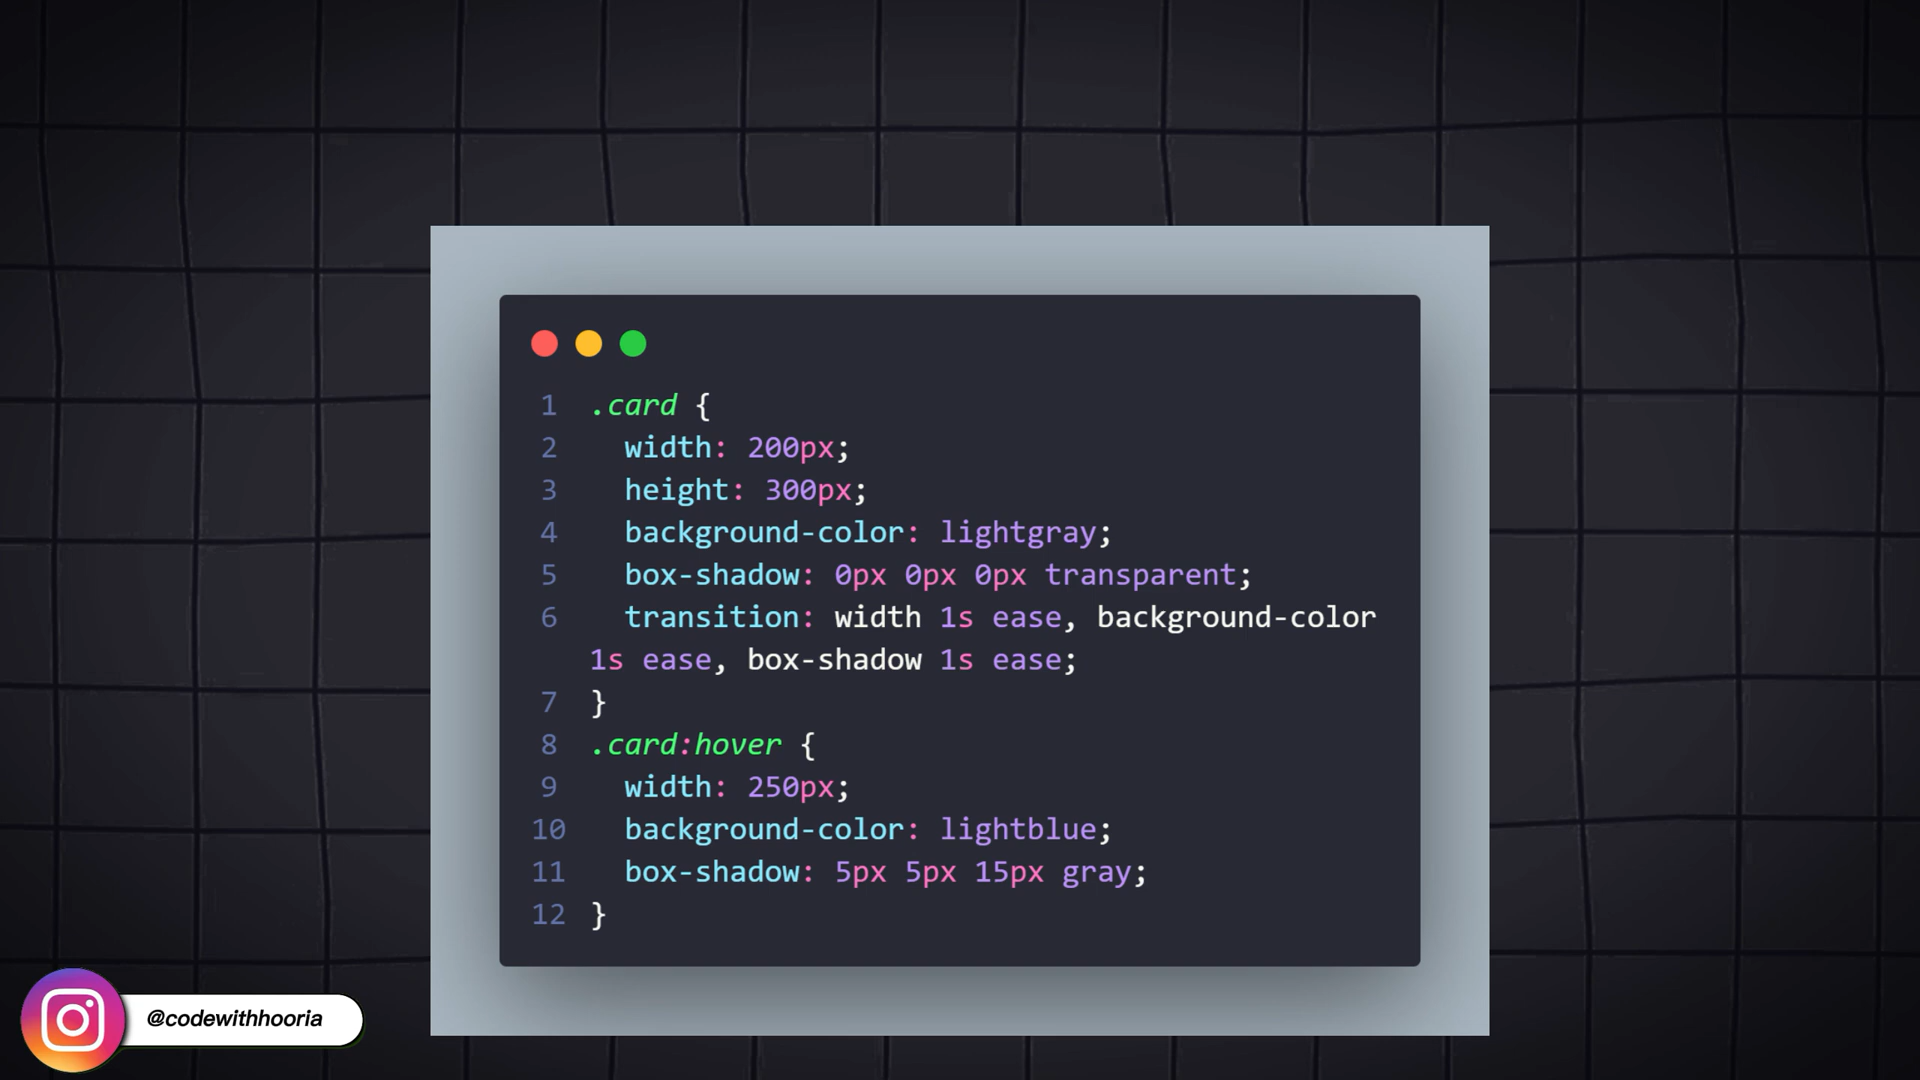 1 .card {
2 width: 200px;
3 height: 300px;
4 background-color: lightgray;
5 box-shadow: 0px 0px 0px transparent;
6 transition: width 1s ease, background-color
1s ease, box-shadow 1s ease;
7 }
8 .card:hover {
9 width: 250px;
10 background-color: lightblue;
11 box-shadow: 5px 5px 15px gray;
12 }
@codewithhooria